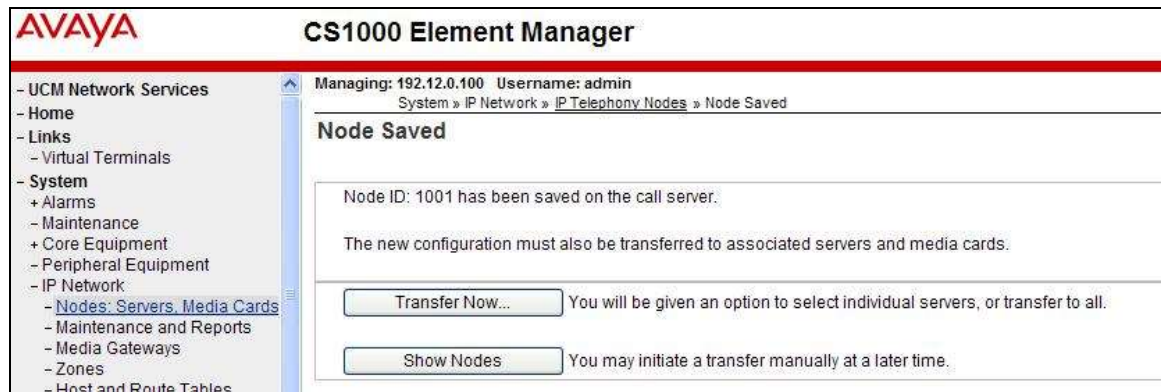 AVAYA
CS1000 Element Manager
- UCM Network Services
- Home
- Links
- Virtual Terminals
- System
+ Alarms
- Maintenance
+ Core Equipment
- Peripheral Equipment
- IP Network
- Nodes: Servers, Media Cards
- Maintenance and Reports
- Media Gateways
- Zones
- Host and Route Tables
Managing: 192.12.0.100 Username: admin
System » IP Network » IP Telephony Nodes » Node Saved
Node Saved
Node ID: 1001 has been saved on the call server.
The new configuration must also be transferred to associated servers and media cards.
Transfer Now... You will be given an option to select individual servers, or transfer to all.
Show Nodes You may initiate a transfer manually at a later time.